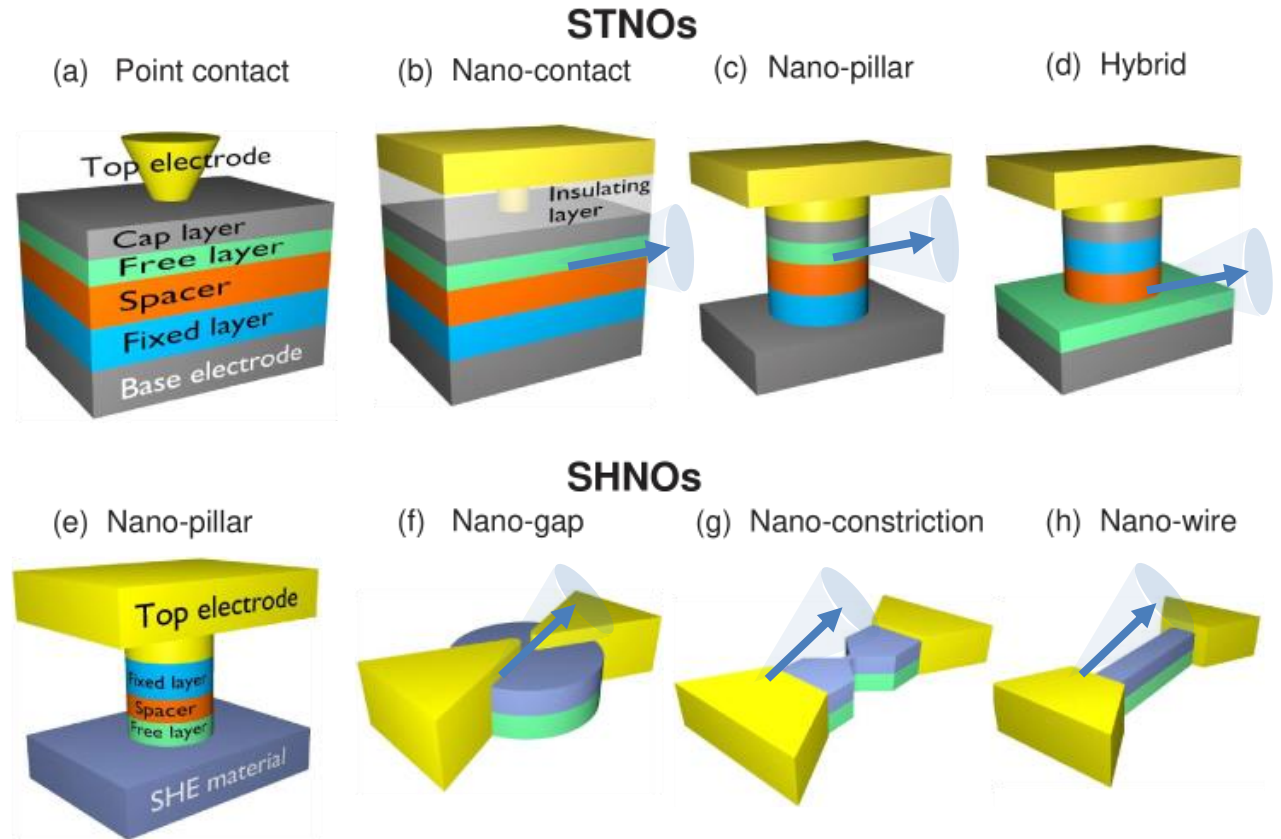 STNOs
(a) Point contact
(b) Nano-contact
(c) Nano-pillar
(d) Hybrid
Top electrode
Cap layer
Free layer
Spacer
Fixed layer
Base electrode
Insulating
layer
SHNOs
(e) Nano-pillar
(f) Nano-gap
(g) Nano-constriction
(h) Nano-wire
Top electrode
Fixed layer
Spacer
Free layer
SHE material